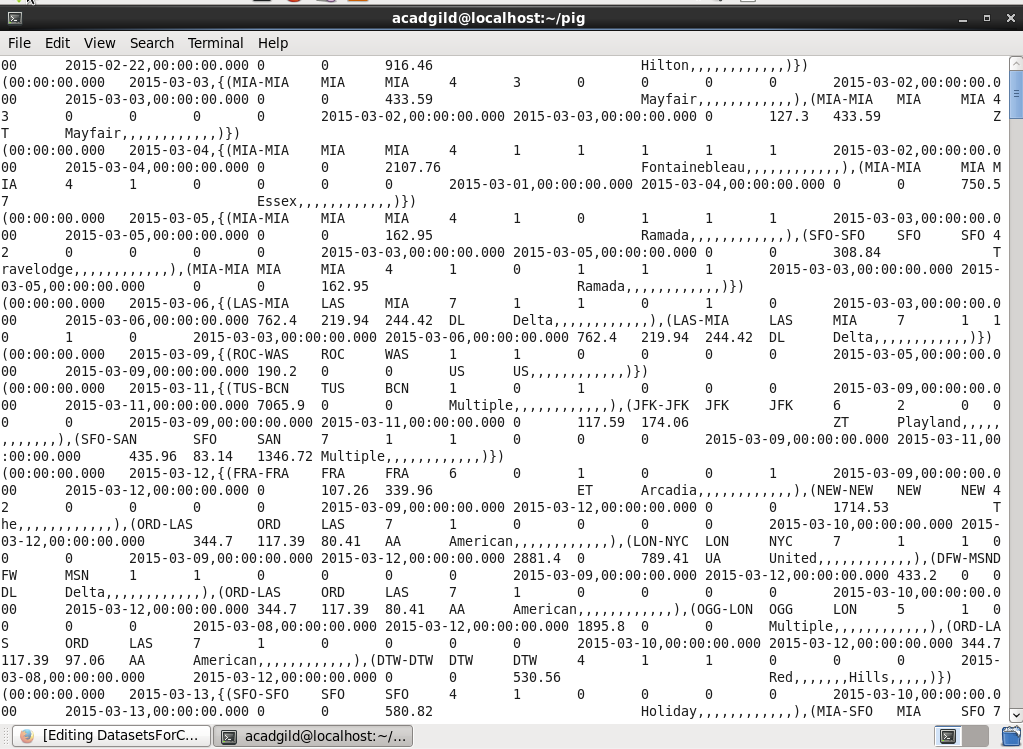 acadgild@localhost:~/pig
File Edit View Search Terminal Help
00 2015-02-22,00:00:00.000 0 0 916.46 Hilton,,,,,,,,,,,,)})
(00:00:00.000 2015-03-03,{(MIA-MIA MIA MIA 4 3 0 0 0 0 2015-03-02,00:00:00.0
00 2015-03-03,00:00:00.000 0 0 433.59 Mayfair,,,,,,,,,,,,),(MIA-MIA MIA MIA 4
3 0 0 0 0 2015-03-02,00:00:00.000 2015-03-03,00:00:00.000 0 127.3 433.59 Z
T Mayfair,,,,,,,,,,,,)})
(00:00:00.000 2015-03-04,{(MIA-MIA MIA MIA 4 1 1 1 1 1 2015-03-02,00:00:00.0
00 2015-03-04,00:00:00.000 0 0 2107.76 Fontainebleau,,,,,,,,,,,,),(MIA-MIA MIA M
IA 4 1 0 0 0 0 2015-03-01,00:00:00.000 2015-03-04,00:00:00.000 0 0 750.5
7 Essex,,,,,,,,,,,,)})
(00:00:00.000 2015-03-05,{(MIA-MIA MIA MIA 4 1 0 1 1 1 2015-03-03,00:00:00.0
00 2015-03-05,00:00:00.000 0 0 162.95 Ramada,,,,,,,,,,,,),(SFO-SFO SFO SFO 4
2 0 0 0 0 2015-03-03,00:00:00.000 2015-03-05,00:00:00.000 0 0 308.84 T
ravelodge,,,,,,,,,,,,),(MIA-MIA MIA MIA 4 1 0 1 1 1 2015-03-03,00:00:00.000 2015-
03-05,00:00:00.000 0 0 162.95 Ramada,,,,,,,,,,,,)})
(00:00:00.000 2015-03-06,{(LAS-MIA LAS MIA 7 1 1 0 1 0 2015-03-03,00:00:00.0
00 2015-03-06,00:00:00.000 762.4 219.94 244.42 DL Delta,,,,,,,,,,,,),(LAS-MIA LAS MIA 7 1 1
0 1 0 2015-03-03,00:00:00.000 2015-03-06,00:00:00.000 762.4 219.94 244.42 DL Delta,,,,,,,,,,,,)})
(00:00:00.000 2015-03-09,{(ROC-WAS ROC WAS 1 1 0 0 0 0 2015-03-05,00:00:00.0
00 2015-03-09,00:00:00.000 190.2 0 0 US US,,,,,,,,,,,,)})
(00:00:00.000 2015-03-11,{(TUS-BCN TUS BCN 1 0 1 0 0 0 2015-03-09,00:00:00.0
00 2015-03-11,00:00:00.000 7065.9 0 0 Multiple,,,,,,,,,,,,),(JFK-JFK JFK JFK 6 2 0 0
0 0 2015-03-09,00:00:00.000 2015-03-11,00:00:00.000 0 117.59 174.06 ZT Playland,,,,,
,,,,,,,),(SFO-SAN SFO SAN 7 1 1 0 0 0 2015-03-09,00:00:00.000 2015-03-11,00
:00:00.000 435.96 83.14 1346.72 Multiple,,,,,,,,,,,,)})
(00:00:00.000 2015-03-12,{(FRA-FRA FRA FRA 6 0 1 0 0 1 2015-03-09,00:00:00.0
00 2015-03-12,00:00:00.000 0 107.26 339.96 ET Arcadia,,,,,,,,,,,,),(NEW-NEW NEW NEW 4
2 0 0 0 0 2015-03-09,00:00:00.000 2015-03-12,00:00:00.000 0 0 1714.53 T
he,,,,,,,,,,,,),(ORD-LAS ORD LAS 7 1 0 0 0 0 2015-03-10,00:00:00.000 2015-
03-12,00:00:00.000 344.7 117.39 80.41 AA American,,,,,,,,,,,,),(LON-NYC LON NYC 7 1 1 0
0 0 2015-03-09,00:00:00.000 2015-03-12,00:00:00.000 2881.4 0 789.41 UA United,,,,,,,,,,,,),(DFW-MSND
FW MSN 1 1 0 0 0 0 2015-03-09,00:00:00.000 2015-03-12,00:00:00.000 433.2 0 0
DL Delta,,,,,,,,,,,,),(ORD-LAS ORD LAS 7 1 0 0 0 0 2015-03-10,00:00:00.0
00 2015-03-12,00:00:00.000 344.7 117.39 80.41 AA American,,,,,,,,,,,,),(OGG-LON OGG LON 5 1 0
0 0 0 2015-03-08,00:00:00.000 2015-03-12,00:00:00.000 1895.8 0 0 Multiple,,,,,,,,,,,,),(ORD-LA
S ORD LAS 7 1 0 0 0 0 2015-03-10,00:00:00.000 2015-03-12,00:00:00.000 344.7
117.39 97.06 AA American,,,,,,,,,,,,),(DTW-DTW DTW DTW 4 1 1 0 0 0 2015-
03-08,00:00:00.000 2015-03-12,00:00:00.000 0 0 530.56 Red,,,,,,,Hills,,,,,)})
(00:00:00.000 2015-03-13,{(SFO-SFO SFO SFO 4 1 0 0 0 0 2015-03-10,00:00:00.0
00 2015-03-13,00:00:00.000 0 0 580.82 Holiday,,,,,,,,,,,,),(MIA-SFO MIA SFO 7
[Editing DatasetsForC...
acadgild@localhost:~/...